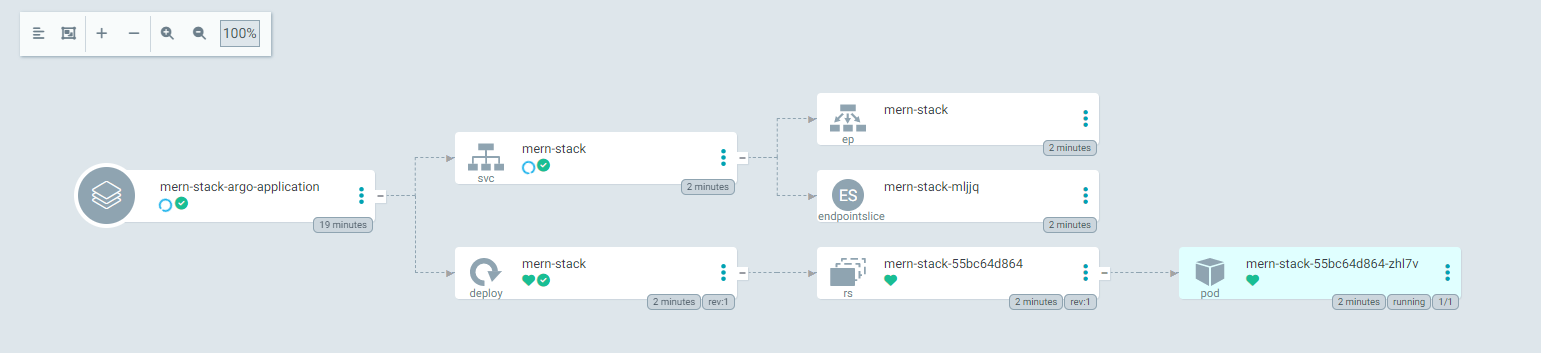 100%
mern-stack-argo-application
19 minutes
mern-stack
svc
2 minutes
mern-stack
ep
2 minutes
mern-stack-mljjq
ES
endpointslice
2 minutes
mern-stack
deploy
2 minutes
rev:1
mern-stack-55bc64d864
rs
2 minutes
rev:1
mern-stack-55bc64d864-zhl7v
pod
2 minutes
running
1/1